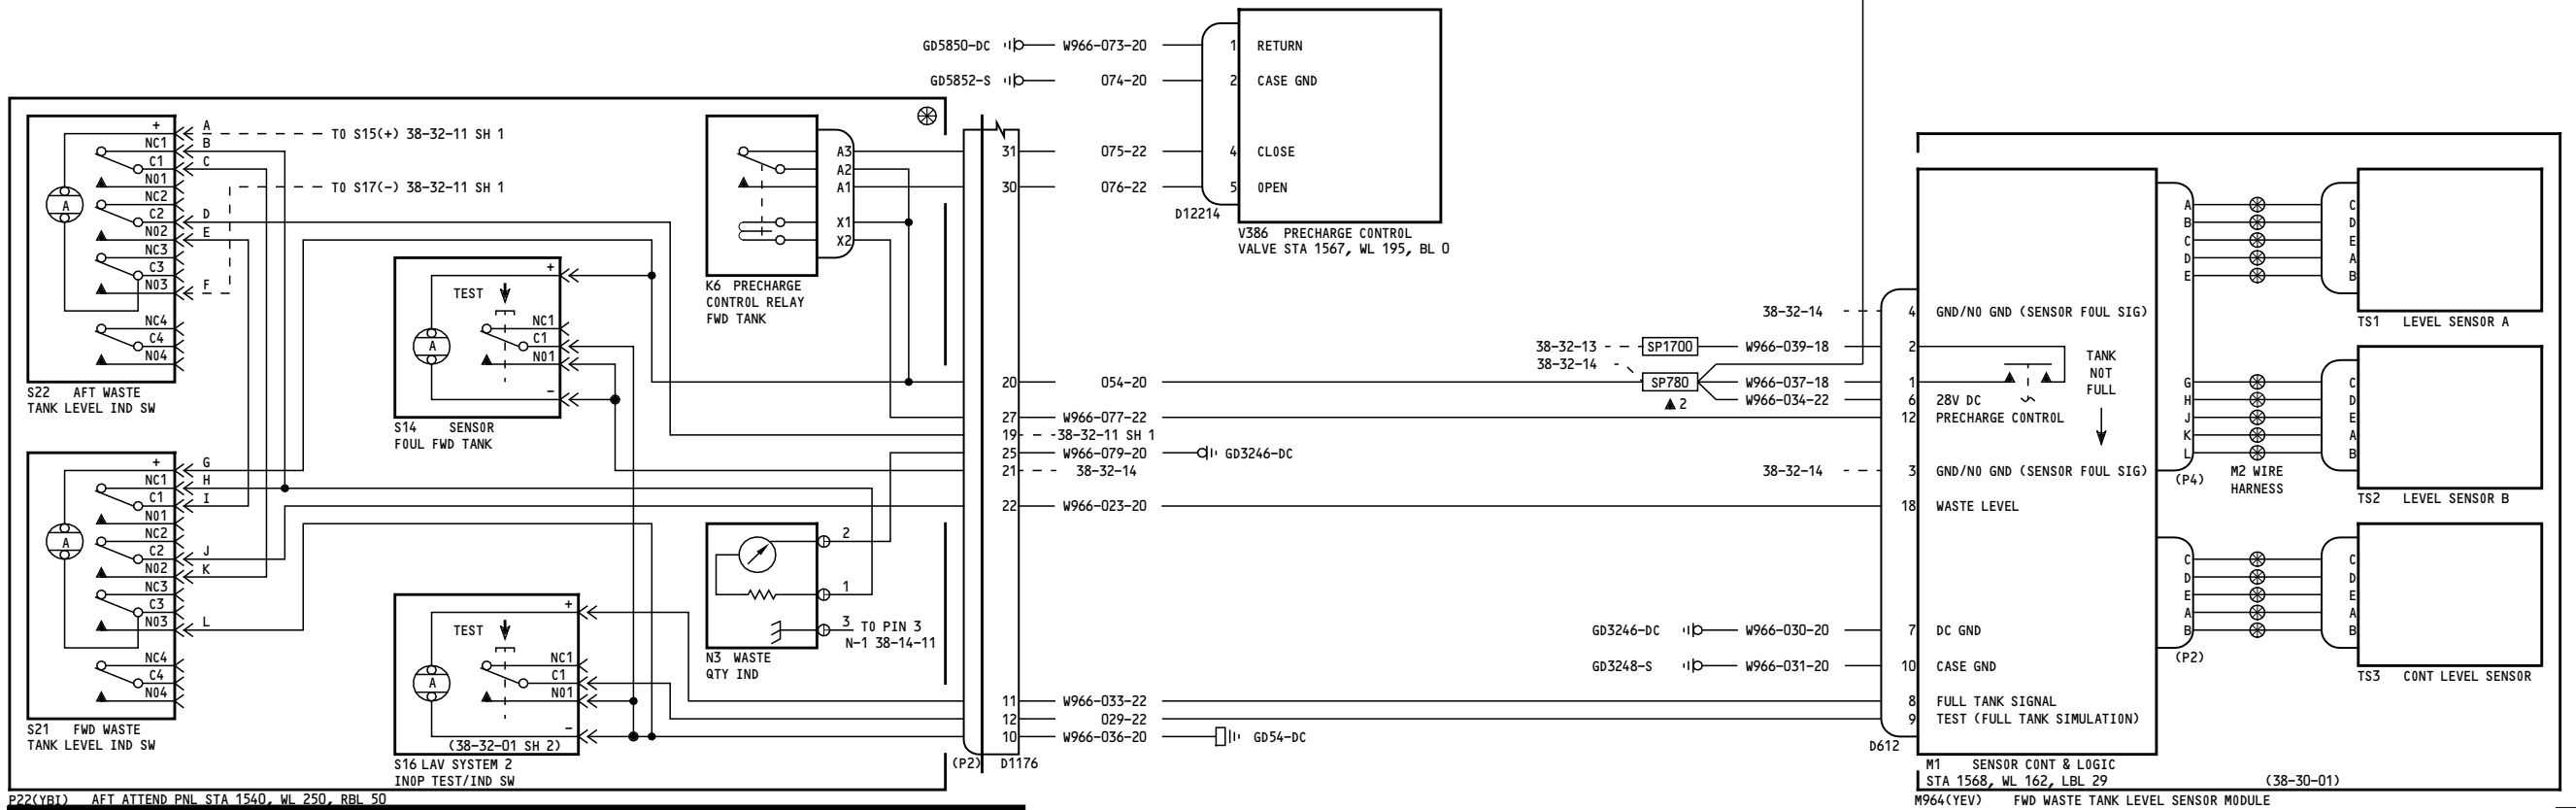 GD5850-DC W966-073-20 1 RETURN
GD5852-S 074-20 2 CASE GND
31 075-22 4 CLOSE
30 076-22 5 OPEN
D12214
V386 PRECHARGE CONTROL
VALVE STA 1567, WL 195, BL 0
+ A TO S15(+) 38-32-11 SH 1
NC1 B
C1 C
NO1 TO S17(-) 38-32-11 SH 1
NC2
C2 D
NO2 E
NC3
C3
NO3 F
NC4
C4
NO4
A
S22 AFT WASTE
TANK LEVEL IND SW
+ G
NC1 H
C1 I
NO1
NC2
C2 J
NO2 K
NC3
C3
NO3 L
NC4
C4
NO4
A
S21 FWD WASTE
TANK LEVEL IND SW
+
TEST
NC1
C1
NO1
-
A
S14 SENSOR
FOUL FWD TANK
+
TEST
NC1
C1
NO1
-
A
(38-32-01 SH 2)
S16 LAV SYSTEM 2
INOP TEST/IND SW
A3
A2
A1
X1
X2
K6 PRECHARGE
CONTROL RELAY
FWD TANK
2
1
3 TO PIN 3
N-1 38-14-11
N3 WASTE
QTY IND
20 054-20
27 W966-077-22
19 38-32-11 SH 1
25 W966-079-20 GD3246-DC
21 38-32-14
22 W966-023-20
11 W966-033-22
12 029-22
10 W966-036-20 GD54-DC
(P2) D1176
P22(YBI) AFT ATTEND PNL STA 1540, WL 250, RBL 50
38-32-14 4 GND/NO GND (SENSOR FOUL SIG)
38-32-13 SP1700 W966-039-18 2
38-32-14
SP780 W966-037-18 1
2
W966-034-22 6 28V DC
12 PRECHARGE CONTROL
TANK
NOT
FULL
38-32-14 3 GND/NO GND (SENSOR FOUL SIG)
18 WASTE LEVEL
GD3246-DC W966-030-20 7 DC GND
GD3248-S W966-031-20 10 CASE GND
8 FULL TANK SIGNAL
9 TEST (FULL TANK SIMULATION)
D612
M1 SENSOR CONT & LOGIC
STA 1568, WL 162, LBL 29 (38-30-01)
M964(YEV) FWD WASTE TANK LEVEL SENSOR MODULE
A C
B D
C E
D A
E B
TS1 LEVEL SENSOR A
G C
H D
J E
K A
L B
(P4)
M2 WIRE
HARNESS
TS2 LEVEL SENSOR B
C C
D D
E E
A A
B B
(P2)
TS3 CONT LEVEL SENSOR